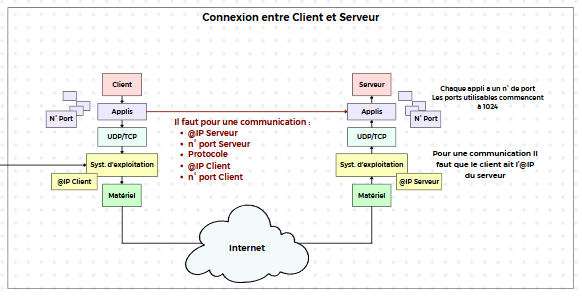 Connexion entre Client et Serveur
Client
Applis
N° Port
UDP/TCP
Syst. d'exploitation
@IP Client
Matériel
Il faut pour une communication :
• @IP Serveur
• n° port Serveur
• Protocole
• @IP Client
• n° port Client
Internet
Serveur
Applis
N° Port
UDP/TCP
Syst. d'exploitation
@IP Serveur
Matériel
Chaque appli a un n° de port
Les ports utilisables commencent
à 1024
Pour une communication il
faut que le client ait l'@IP
du serveur